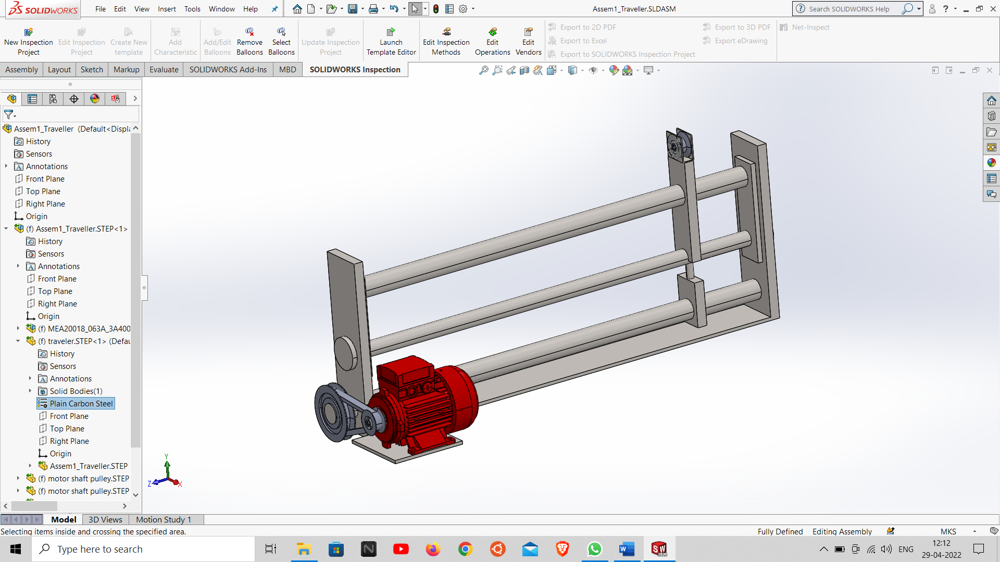 SOLIDWORKS
File Edit View Insert Tools Window Help
Assem1_Traveller.SLDASM
Search SOLIDWORKS Help
New Inspection Project
Edit Inspection Project
Create New template
Add Characteristic
Add/Edit Balloons
Remove Balloons
Select Balloons
Update Inspection Project
Launch Template Editor
Edit Inspection Methods
Edit Operations
Edit Vendors
Export to 2D PDF
Export to Excel
Export to SOLIDWORKS Inspection Project
Export to 3D PDF
Export eDrawing
Net-Inspect
Assembly Layout Sketch Markup Evaluate SOLIDWORKS Add-Ins MBD SOLIDWORKS Inspection
Assem1_Traveller (Default<Displa
History
Sensors
Annotations
Front Plane
Top Plane
Right Plane
Origin
(f) Assem1_Traveller.STEP<1>
History
Sensors
Annotations
Front Plane
Top Plane
Right Plane
Origin
(f) MEA20018_063A_3A400
(f) traveler.STEP<1> (Defau
History
Sensors
Annotations
Solid Bodies(1)
Plain Carbon Steel
Front Plane
Top Plane
Right Plane
Origin
Assem1_Traveller.STEP
(f) motor shaft pulley.STEP
(f) motor shaft pulley.STEP
Y
Z
X
Model 3D Views Motion Study 1
Selecting items inside and crossing the specified area.
Fully Defined Editing Assembly MKS
Type here to search
ENG
12:12
29-04-2022